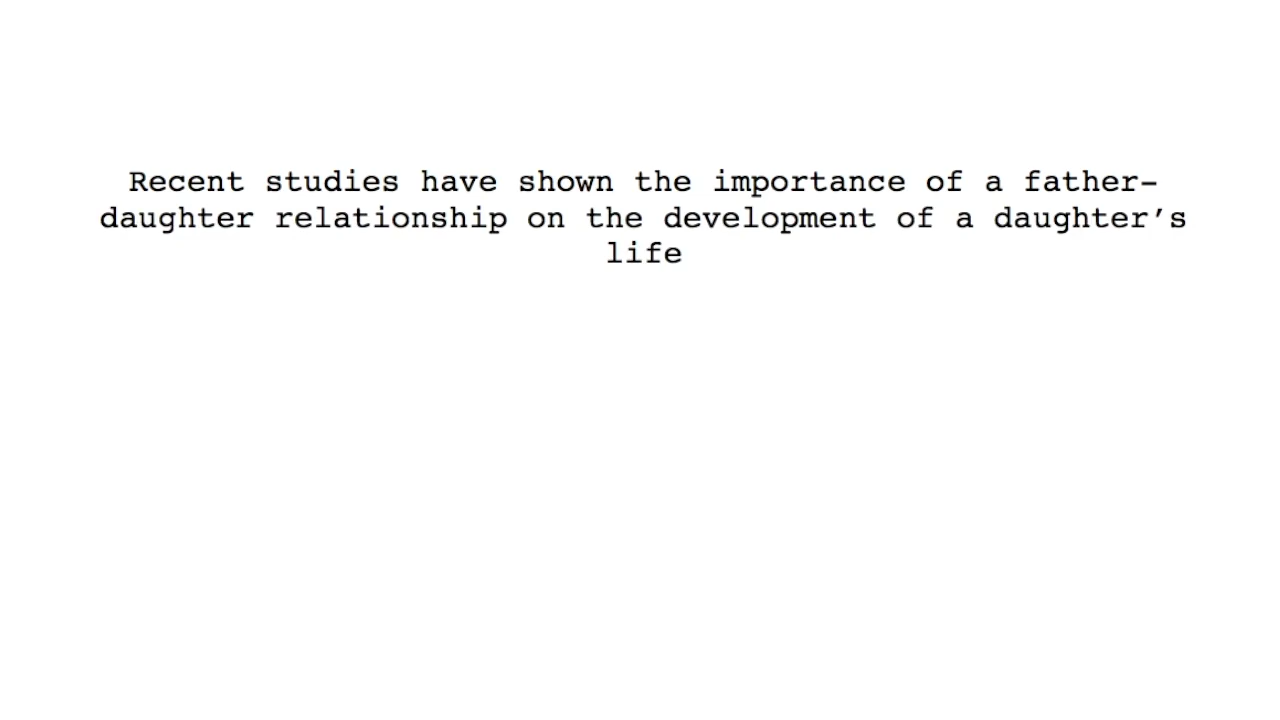 Recent studies have shown the importance of a father-
daughter relationship on the development of a daughter’s
life